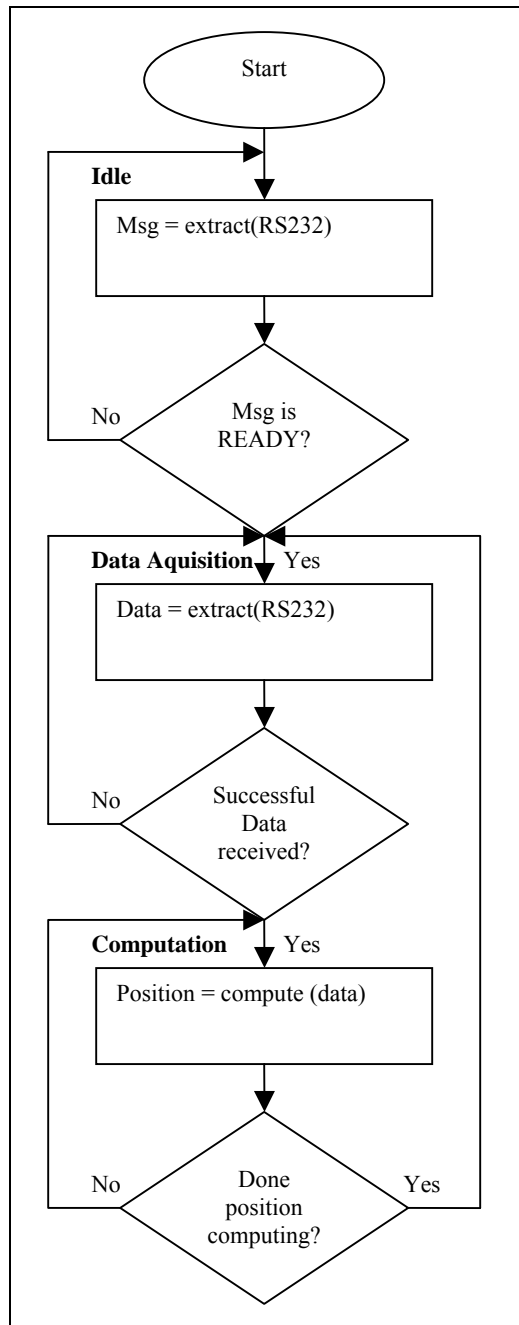 Start
Idle
Msg = extract(RS232)
Msg is
READY?
No
Data Aquisition
Yes
Data = extract(RS232)
Successful
Data
received?
No
Computation
Yes
Position = compute (data)
Done
position
computing?
No
Yes